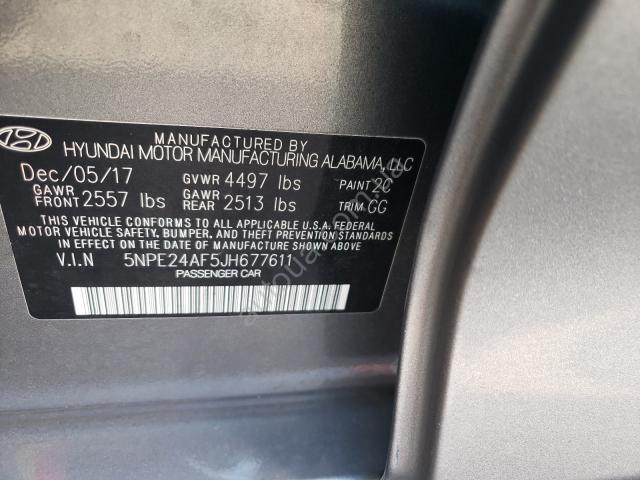 MANUFACTURED BY
HYUNDAI MOTOR MANUFACTURING ALABAMA, LLC
Dec/05/17 GVWR 4497 lbs PAINT 2C
GAWR FRONT 2557 lbs GAWR REAR 2513 lbs TRIM GG
THIS VEHICLE CONFORMS TO ALL APPLICABLE U.S.A FEDERAL
MOTOR VEHICLE SAFETY, BUMPER, AND THEFT PREVENTION STANDARDS
IN EFFECT ON THE DATE OF MANUFACTURE SHOWN ABOVE
V.I.N 5NPE24AF5JH677611
PASSENGER CAR